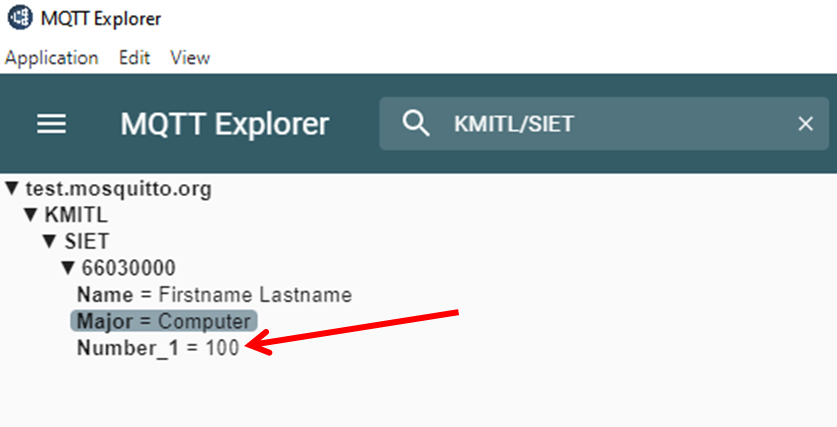 MQTT Explorer
Application Edit View
MQTT Explorer KMITL/SIET ×
▼ test.mosquitto.org
▼ KMITL
▼ SIET
▼ 66030000
Name = Firstname Lastname
Major = Computer
Number_1 = 100